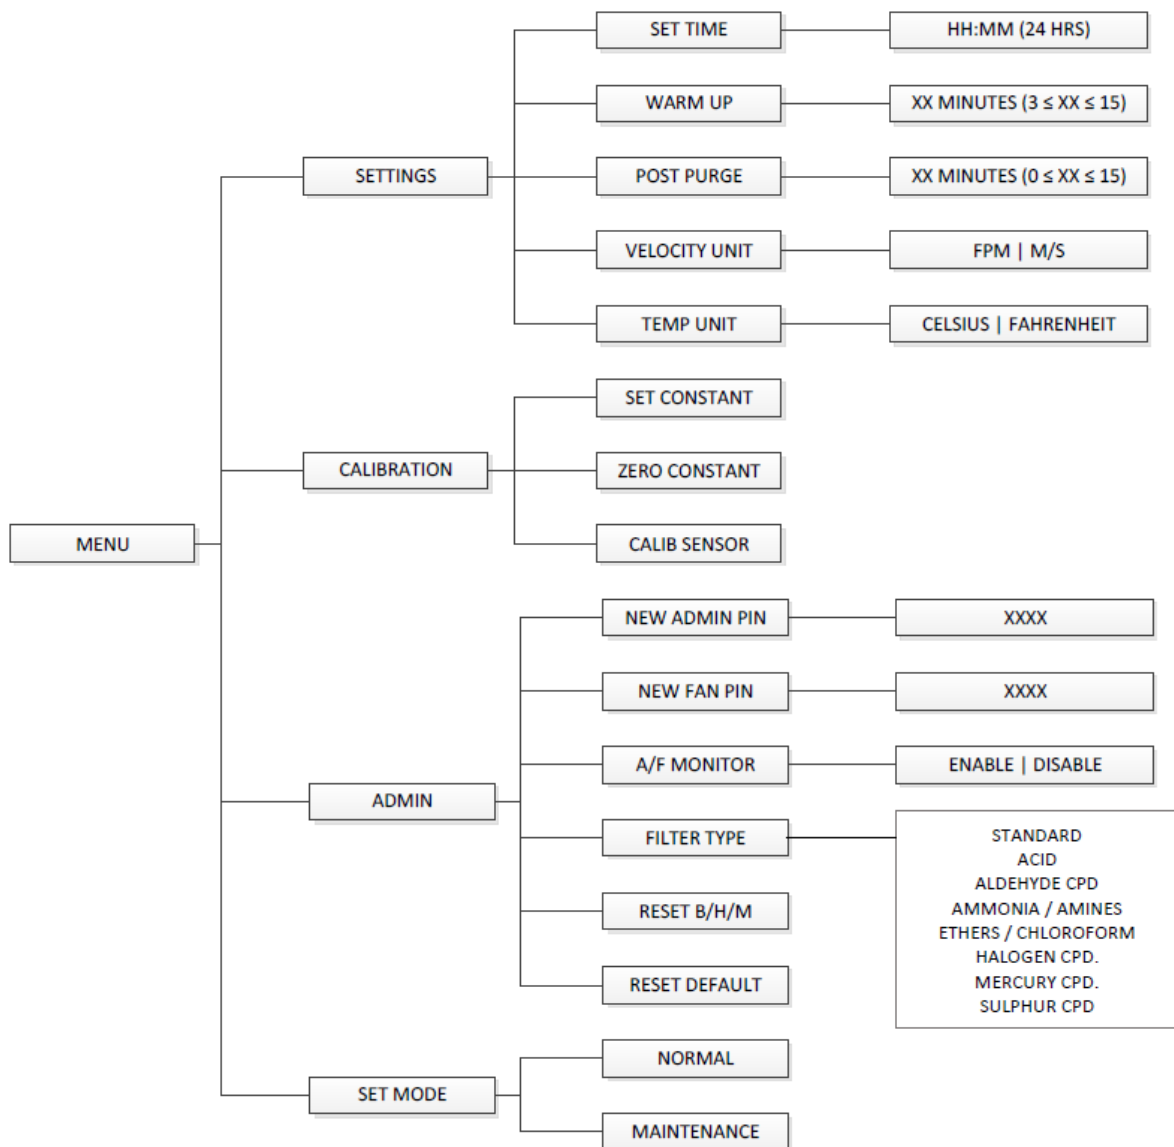 SET TIME
HH:MM (24 HRS)
WARM UP
XX MINUTES (3 ≤ XX ≤ 15)
SETTINGS
POST PURGE
XX MINUTES (0 ≤ XX ≤ 15)
VELOCITY UNIT
FPM | M/S
TEMP UNIT
CELSIUS | FAHRENHEIT
SET CONSTANT
CALIBRATION
ZERO CONSTANT
MENU
CALIB SENSOR
NEW ADMIN PIN
XXXX
NEW FAN PIN
XXXX
A/F MONITOR
ENABLE | DISABLE
ADMIN
FILTER TYPE
STANDARD
ACID
ALDEHYDE CPD
AMMONIA / AMINES
ETHERS / CHLOROFORM
HALOGEN CPD.
MERCURY CPD.
SULPHUR CPD
RESET B/H/M
RESET DEFAULT
NORMAL
SET MODE
MAINTENANCE